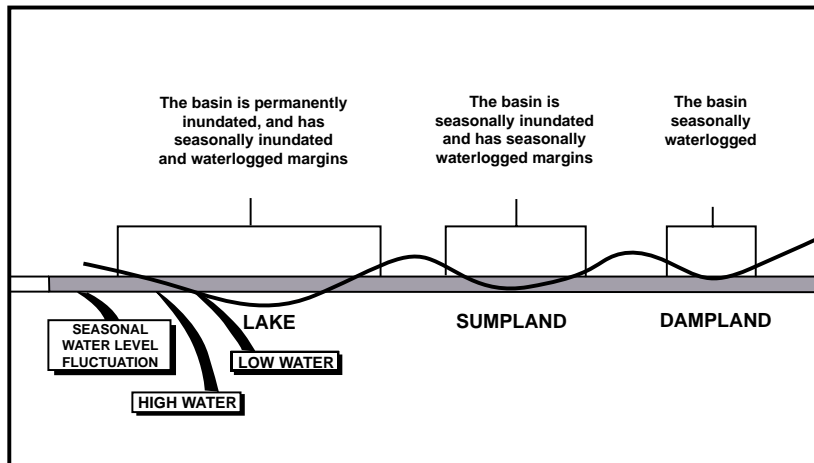 The basin is permanently
inundated, and has
seasonally inundated
and waterlogged margins
The basin is
seasonally inundated
and has seasonally
waterlogged margins
The basin
seasonally
waterlogged
LAKE
SUMPLAND
DAMPLAND
SEASONAL
WATER LEVEL
FLUCTUATION
LOW WATER
HIGH WATER